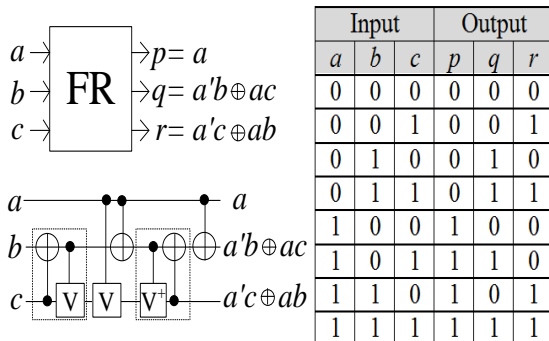 a
b
c
FR
p= a
q= a'b⊕ac
r= a'c⊕ab
a a
b a'b⊕ac
c V V V⁺ a'c⊕ab
Input Output
a b c p q r
0 0 0 0 0 0
0 0 1 0 0 1
0 1 0 0 1 0
0 1 1 0 1 1
1 0 0 1 0 0
1 0 1 1 1 0
1 1 0 1 0 1
1 1 1 1 1 1